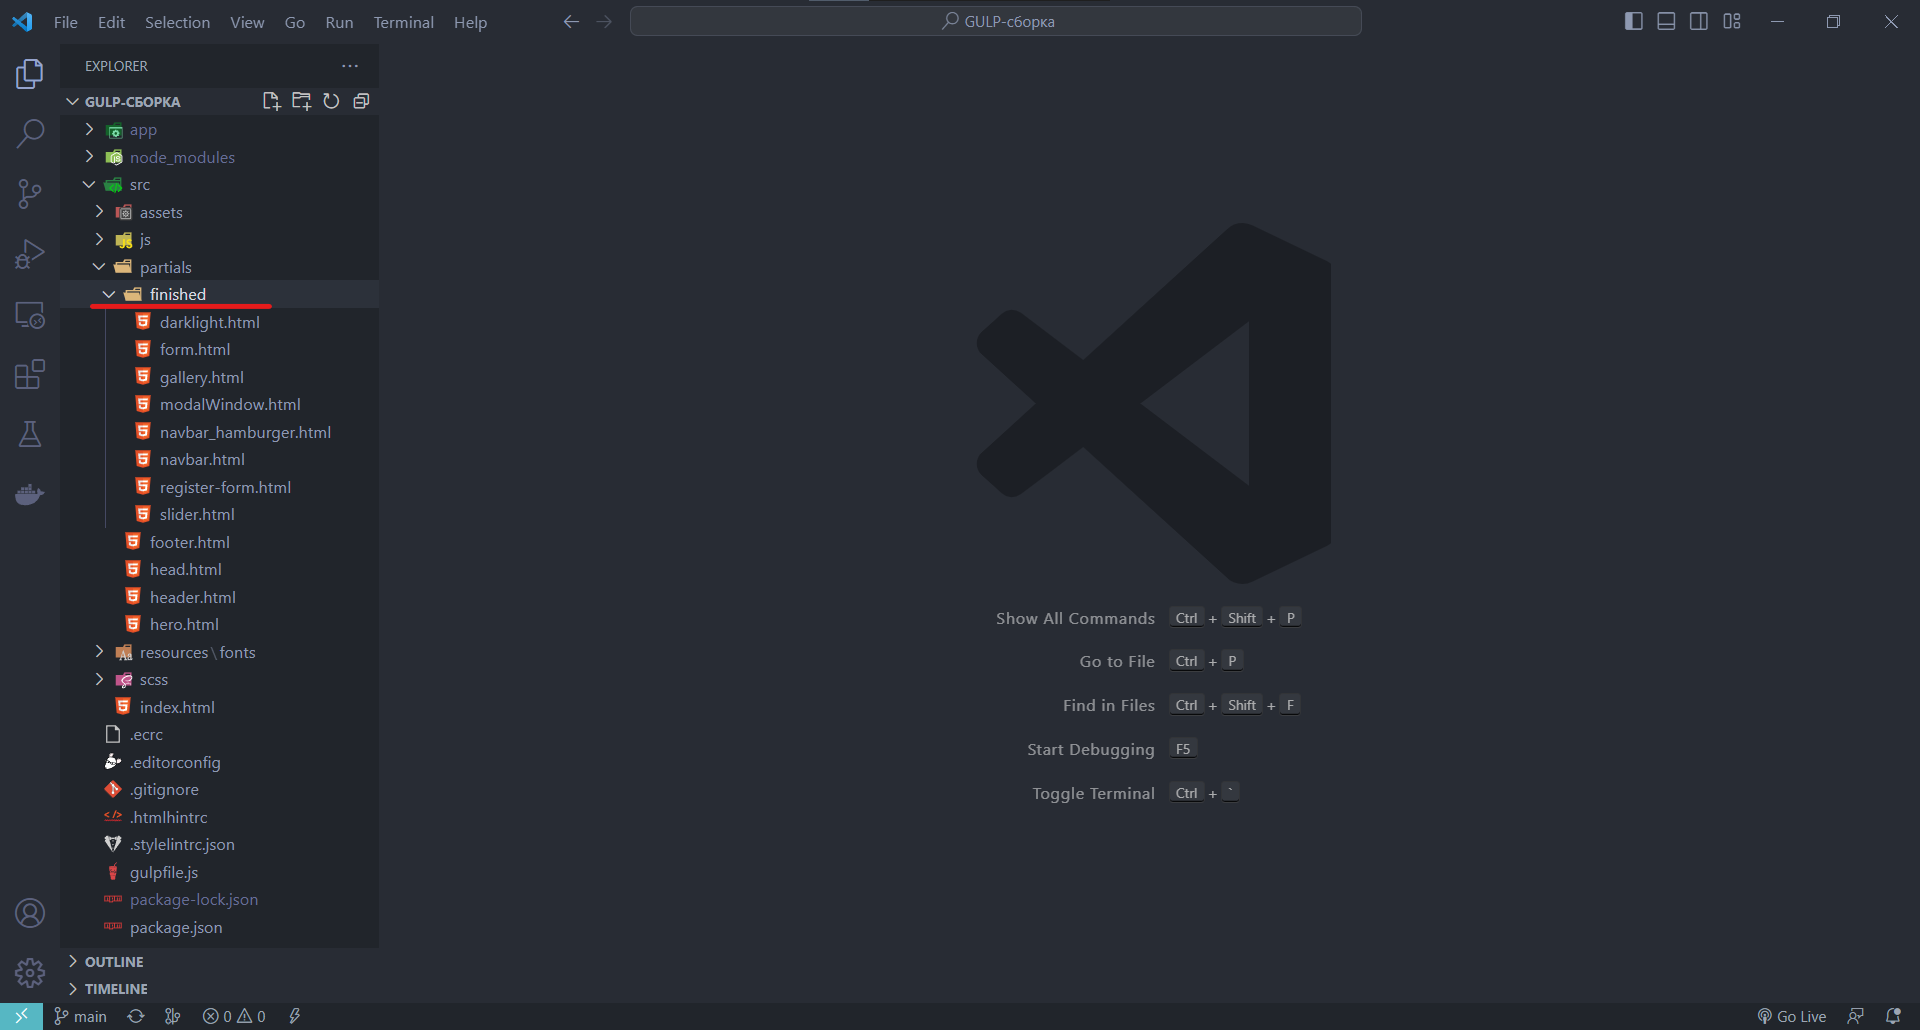 File Edit Selection View Go Run Terminal Help
GULP-сборка
EXPLORER
GULP-СБОРКА
app
node_modules
src
assets
js
partials
finished
darklight.html
form.html
gallery.html
modalWindow.html
navbar_hamburger.html
navbar.html
register-form.html
slider.html
footer.html
head.html
header.html
hero.html
resources\fonts
scss
index.html
.ecrc
.editorconfig
.gitignore
.htmlhintrc
.stylelintrc.json
gulpfile.js
package-lock.json
package.json
OUTLINE
TIMELINE
Show All Commands Ctrl + Shift + P
Go to File Ctrl + P
Find in Files Ctrl + Shift + F
Start Debugging F5
Toggle Terminal Ctrl + `
main 0 0 Go Live